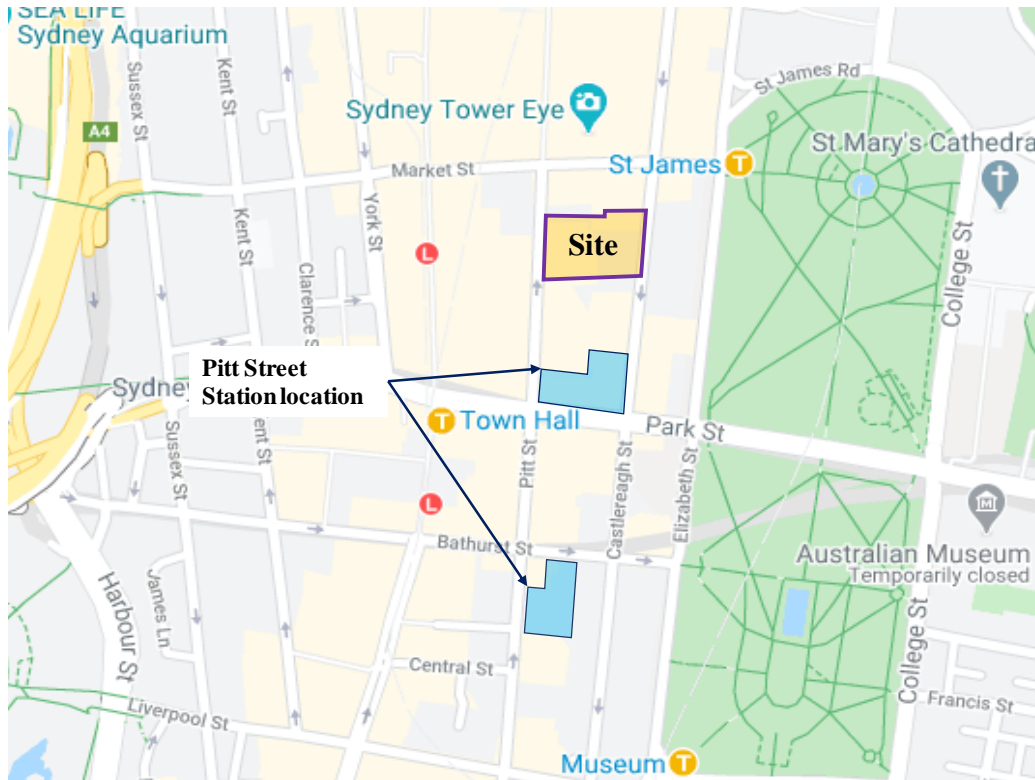 SEA LIFE
Sydney Aquarium
Kent St
Sussex St
St James Rd
A4
Sydney Tower Eye
St Mary's Cathedra
Market St
St James
T
York St
Kent St
Clarence S
L
Site
College St
Pitt Street
Station location
Sydney
T
Town Hall
Park St
Sussex St
ent St
Pitt St
Castlereagh St
Elizabeth St
L
Bathurst St
M
Australian Museum
Temporarily closed
Harbour St
James Ln
Central St
College St
Francis St
Liverpool St
Museum
T